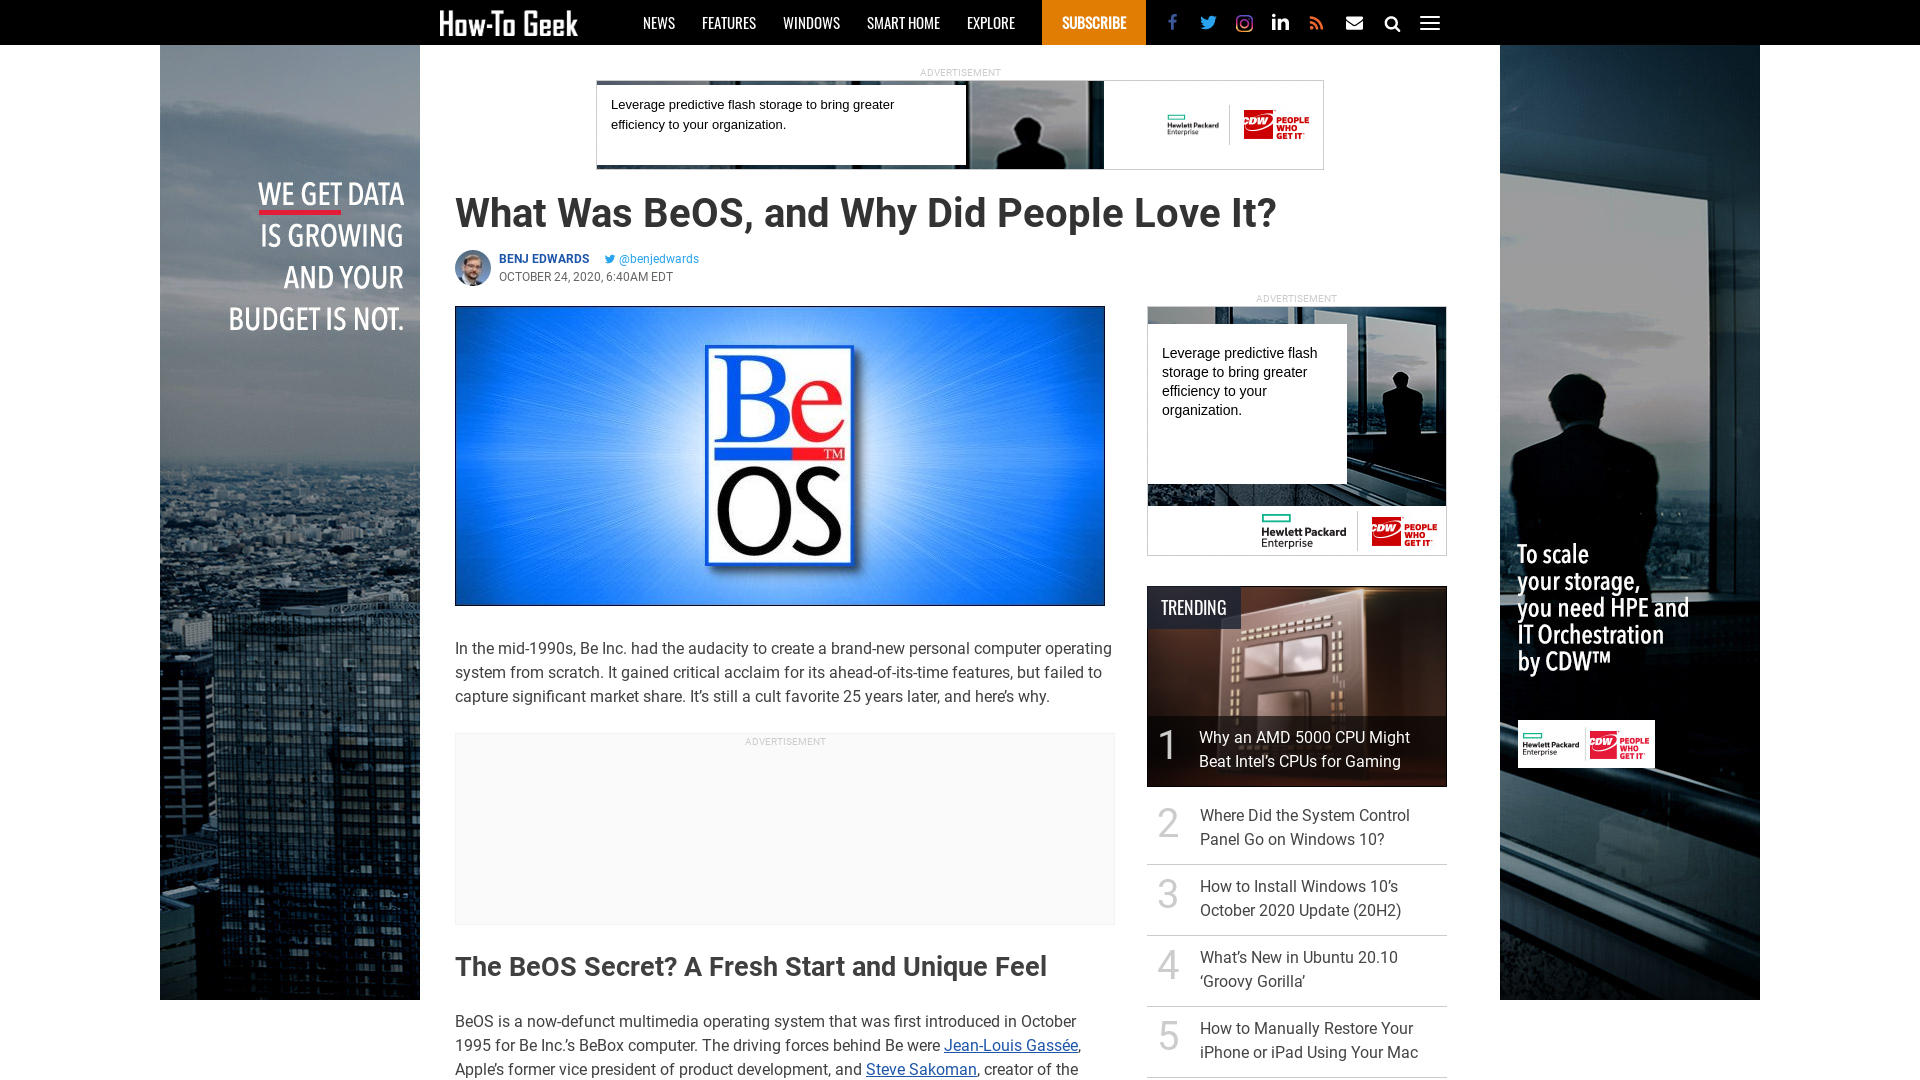 How-To Geek
NEWS
FEATURES
WINDOWS
SMART HOME
EXPLORE
SUBSCRIBE
ADVERTISEMENT
Leverage predictive flash storage to bring greater
efficiency to your organization.
Hewlett Packard
Enterprise
CDW PEOPLE
WHO
GET IT
WE GET DATA
IS GROWING
AND YOUR
BUDGET IS NOT.
What Was BeOS, and Why Did People Love It?
BENJ EDWARDS
@benjedwards
OCTOBER 24, 2020, 6:40AM EDT
Be
TM
OS
In the mid-1990s, Be Inc. had the audacity to create a brand-new personal computer operating
system from scratch. It gained critical acclaim for its ahead-of-its-time features, but failed to
capture significant market share. It’s still a cult favorite 25 years later, and here’s why.
ADVERTISEMENT
The BeOS Secret? A Fresh Start and Unique Feel
BeOS is a now-defunct multimedia operating system that was first introduced in October
1995 for Be Inc.’s BeBox computer. The driving forces behind Be were Jean-Louis Gassée,
Apple’s former vice president of product development, and Steve Sakoman, creator of the
ADVERTISEMENT
Leverage predictive flash
storage to bring greater
efficiency to your
organization.
Hewlett Packard
Enterprise
CDW PEOPLE
WHO
GET IT
TRENDING
1
Why an AMD 5000 CPU Might
Beat Intel’s CPUs for Gaming
2
Where Did the System Control
Panel Go on Windows 10?
3
How to Install Windows 10’s
October 2020 Update (20H2)
4
What’s New in Ubuntu 20.10
‘Groovy Gorilla’
5
How to Manually Restore Your
iPhone or iPad Using Your Mac
To scale
your storage,
you need HPE and
IT Orchestration
by CDW™
Hewlett Packard
Enterprise
CDW PEOPLE
WHO
GET IT